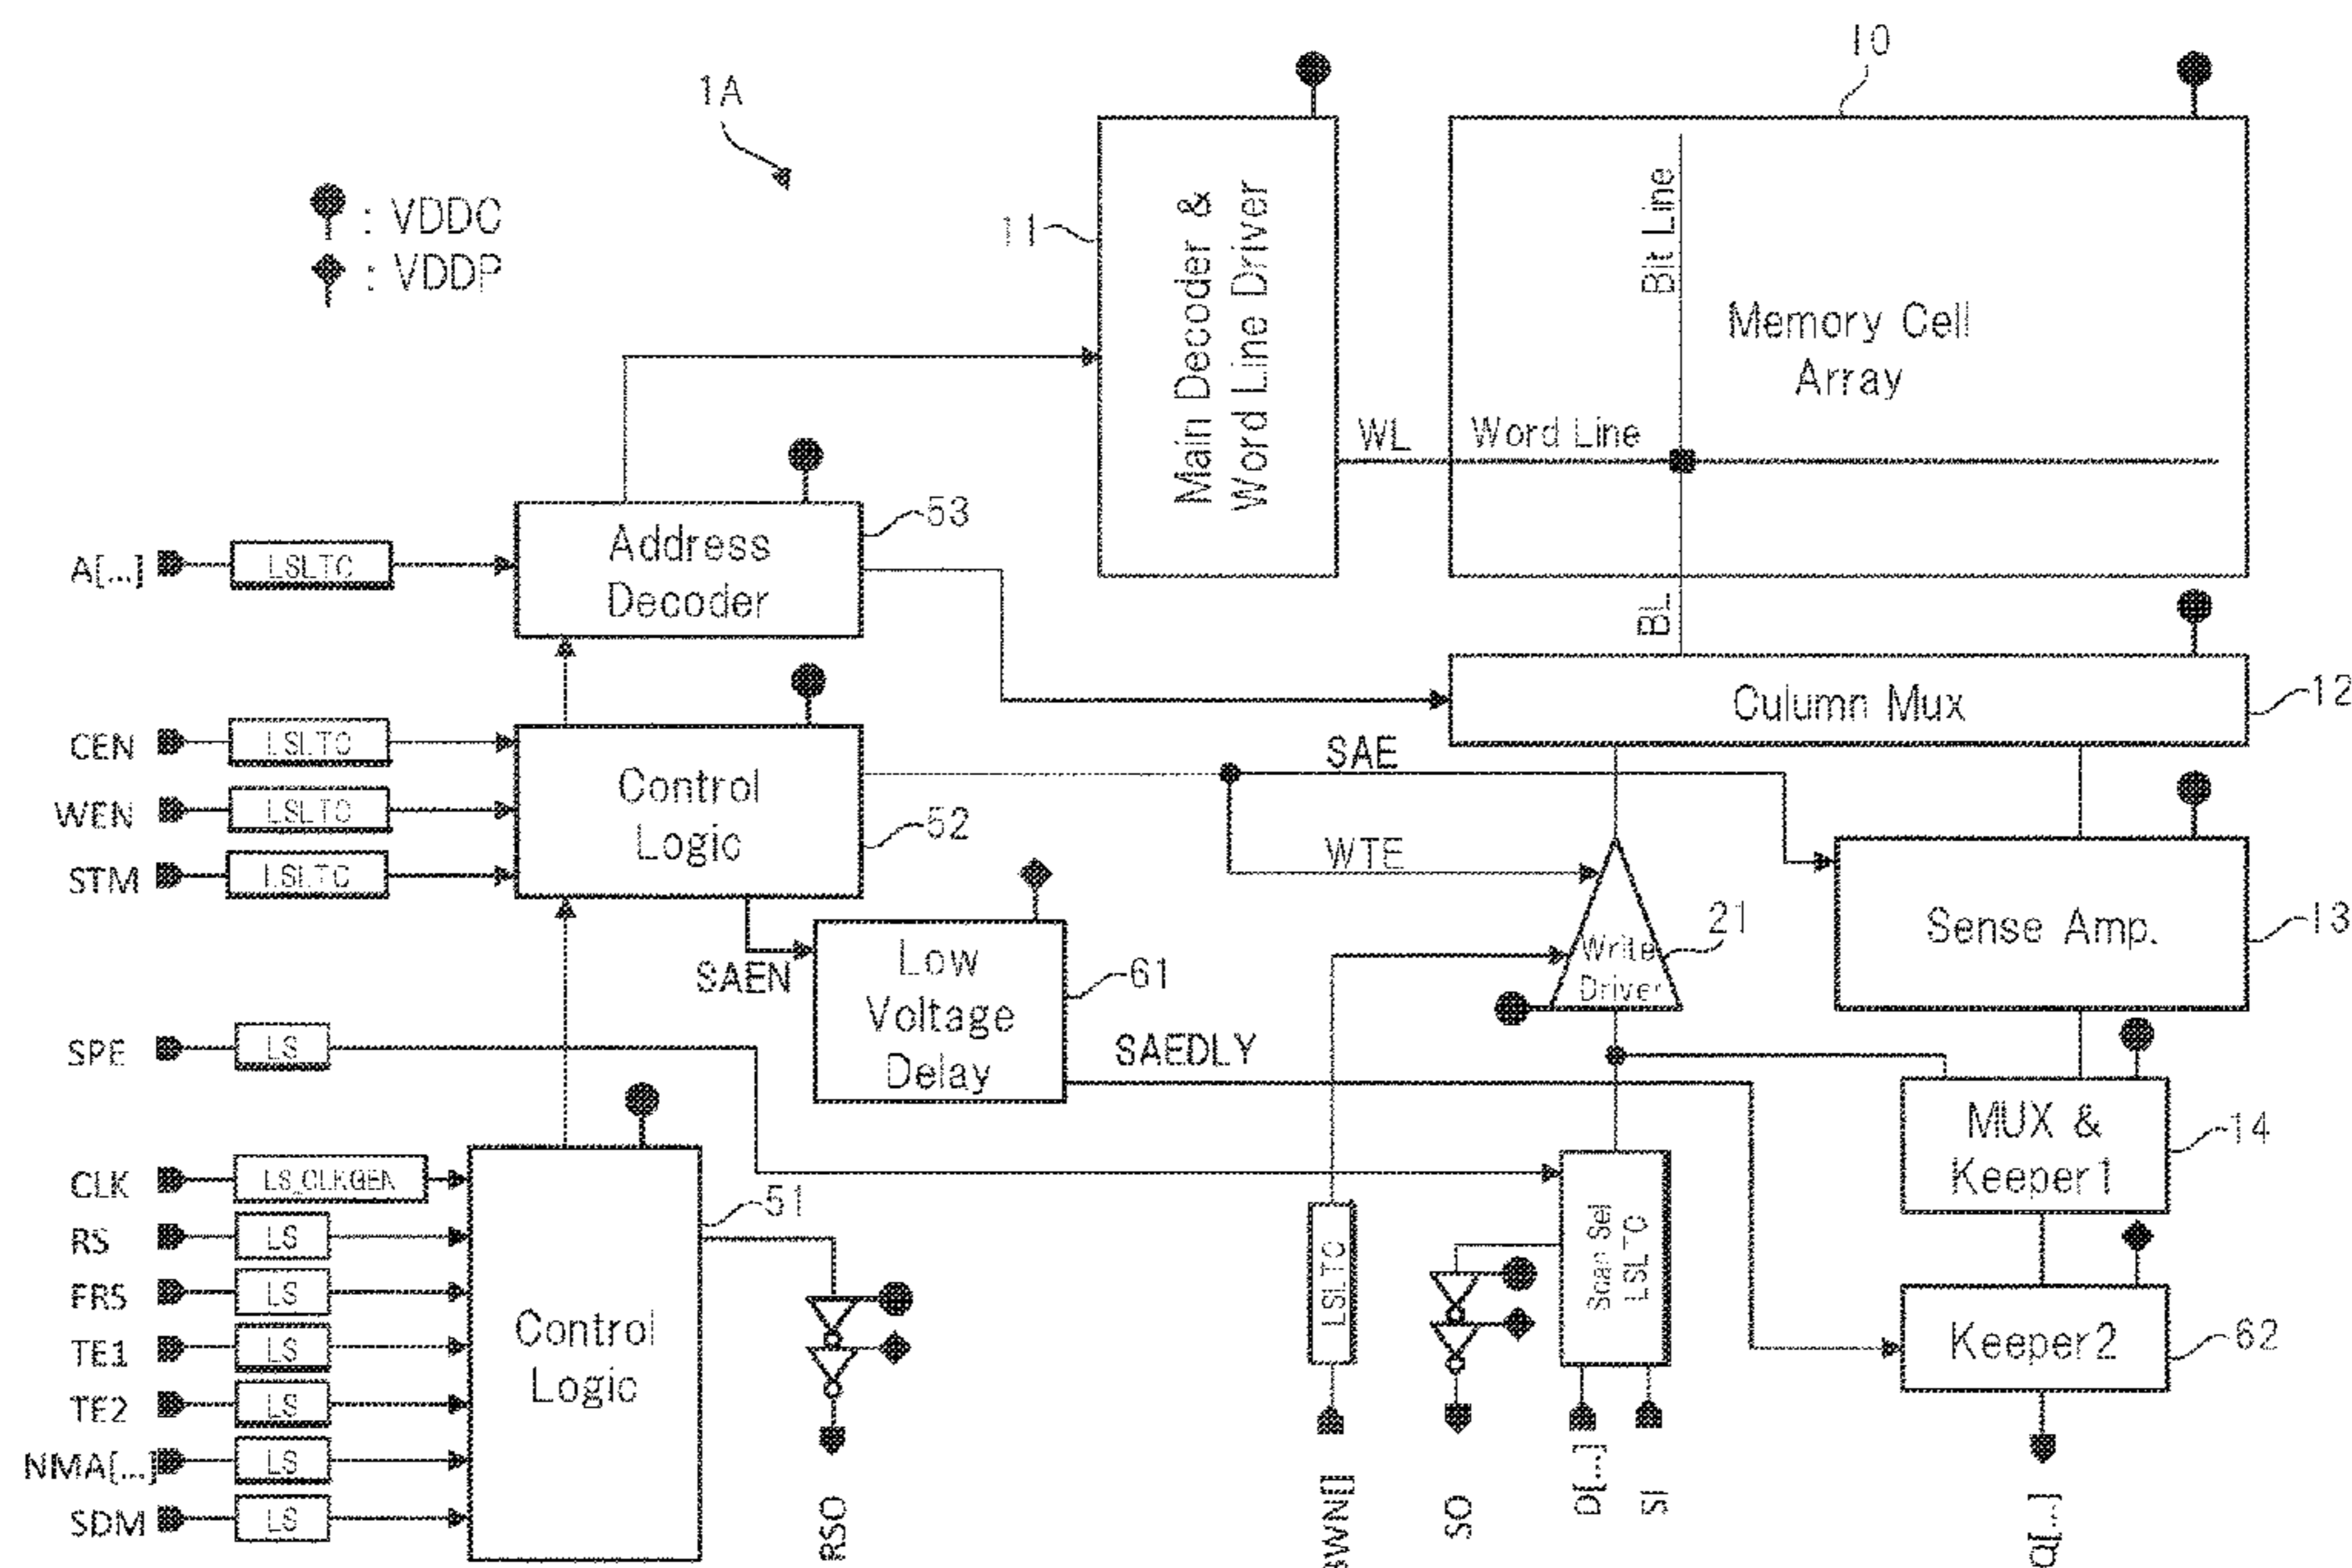 10
1A
: VDDC
: VDDP
11
Main Decoder &
Word Line Driver
Bit Line
Memory Cell
Array
WL
Word Line
BL
53
A[...]
LSLTC
Address
Decoder
Culumn Mux
12
CEN
LSLTC
WEN
LSLTC
STM
LSLTC
Control
Logic
52
SAE
WTE
Sense Amp.
13
SAEN
Low
Voltage
Delay
61
Write
Driver
21
SPE
LS
SAEDLY
MUX &
Keeper1
14
CLK
LS_CLKGEN
RS
LS
FRS
LS
TE1
LS
TE2
LS
NMA[...]
LS
SDM
LS
Control
Logic
51
LSLTC
Scan Sel
LSLTC
Keeper2
62
RSO
BWN[]
SO
D[...]
SI
Q[...]